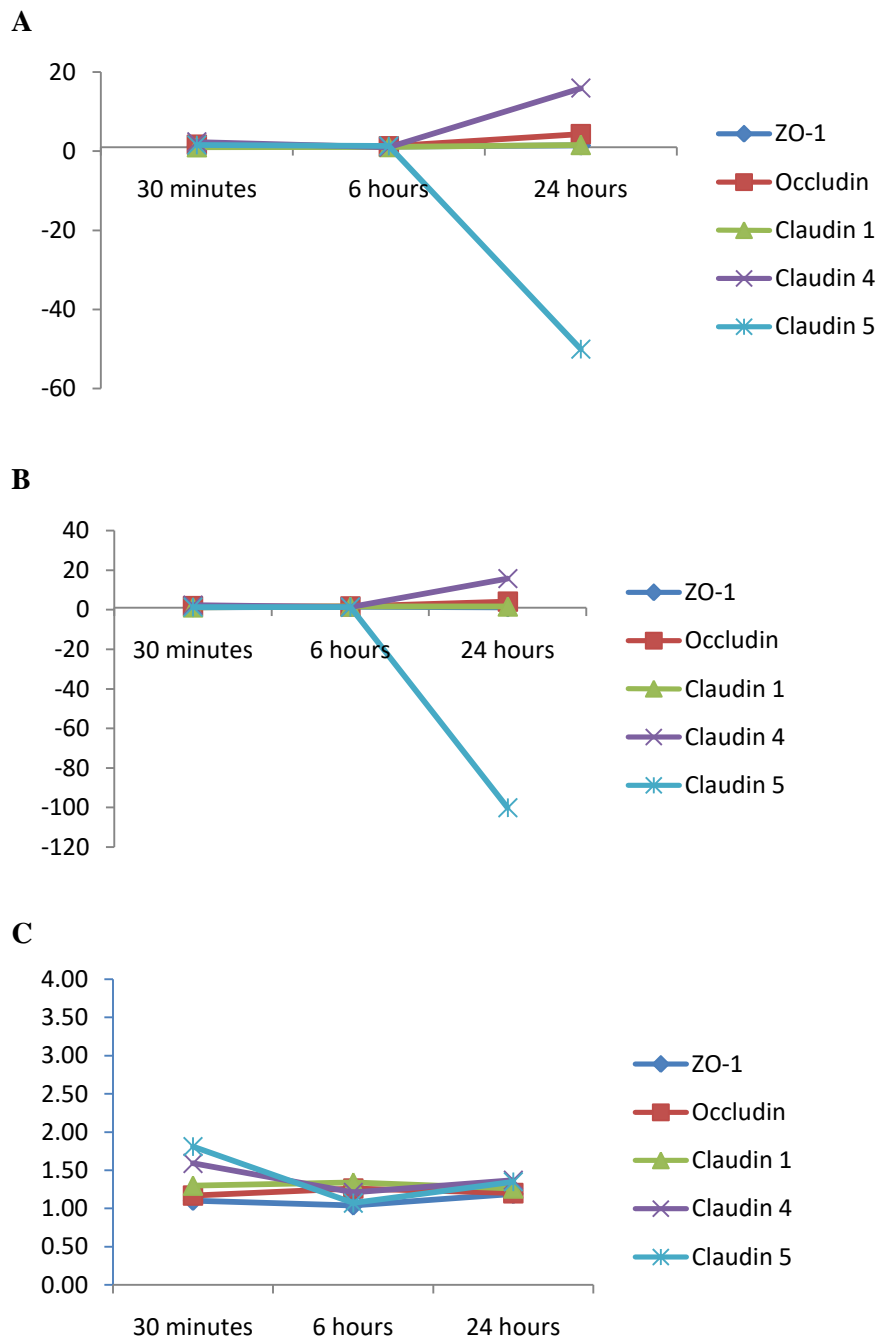 A
20
0
-20
-40
-60
30 minutes
6 hours
24 hours
ZO-1
Occludin
Claudin 1
Claudin 4
Claudin 5
B
40
20
0
-20
-40
-60
-80
-100
-120
30 minutes
6 hours
24 hours
ZO-1
Occludin
Claudin 1
Claudin 4
Claudin 5
C
4.00
3.50
3.00
2.50
2.00
1.50
1.00
0.50
0.00
30 minutes
6 hours
24 hours
ZO-1
Occludin
Claudin 1
Claudin 4
Claudin 5